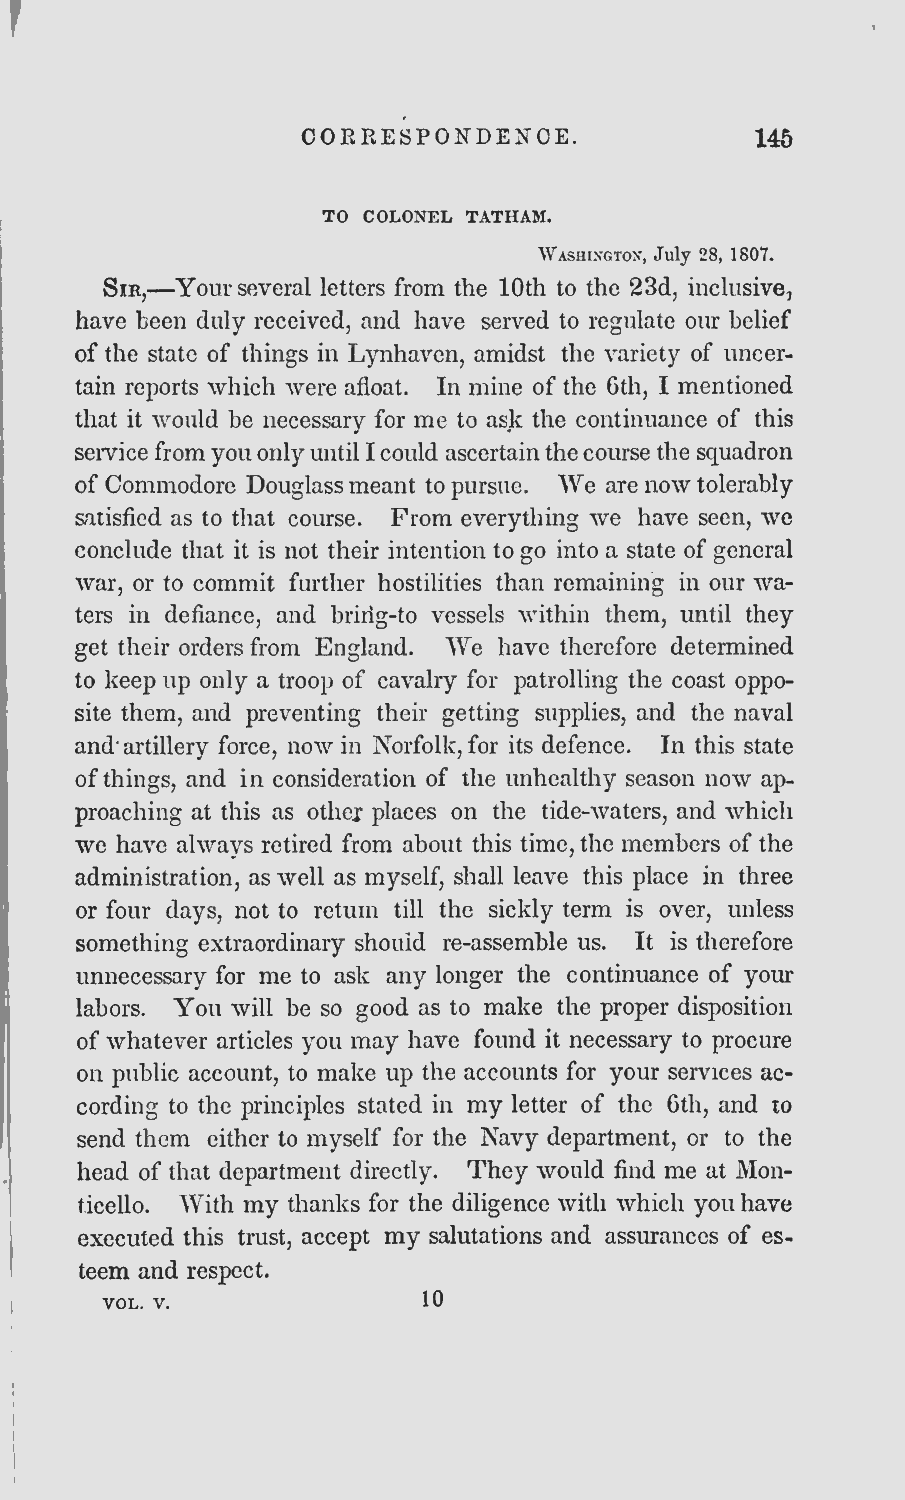 CORRESPONDENCE. 145
TO COLONEL TATHAM.
WASHINGTON, July 28, 1807.
SIR,—Your several letters from the 10th to the 23d, inclusive,
have been duly received, and have served to regulate our belief
of the state of things in Lynhaven, amidst the variety of uncer-
tain reports which were afloat. In mine of the 6th, I mentioned
that it would be necessary for me to ask the continuance of this
service from you only until I could ascertain the course the squadron
of Commodore Douglass meant to pursue. We are now tolerably
satisfied as to that course. From everything we have seen, we
conclude that it is not their intention to go into a state of general
war, or to commit further hostilities than remaining in our wa-
ters in defiance, and bring-to vessels within them, until they
get their orders from England. We have therefore determined
to keep up only a troop of cavalry for patrolling the coast oppo-
site them, and preventing their getting supplies, and the naval
and artillery force, now in Norfolk, for its defence. In this state
of things, and in consideration of the unhealthy season now ap-
proaching at this as other places on the tide-waters, and which
we have always retired from about this time, the members of the
administration, as well as myself, shall leave this place in three
or four days, not to return till the sickly term is over, unless
something extraordinary should re-assemble us. It is therefore
unnecessary for me to ask any longer the continuance of your
labors. You will be so good as to make the proper disposition
of whatever articles you may have found it necessary to procure
on public account, to make up the accounts for your services ac-
cording to the principles stated in my letter of the 6th, and to
send them either to myself for the Navy department, or to the
head of that department directly. They would find me at Mon-
ticello. With my thanks for the diligence with which you have
executed this trust, accept my salutations and assurances of es-
teem and respect.
VOL. V. 10